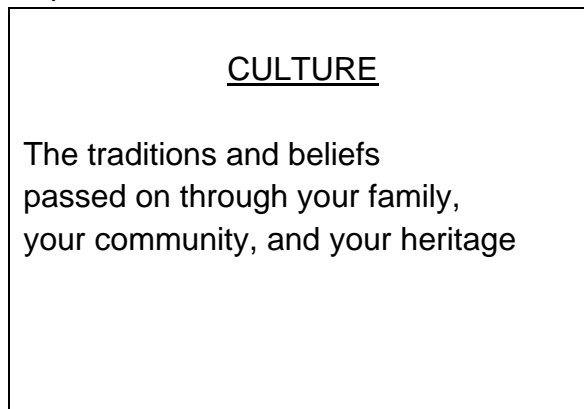 CULTURE
The traditions and beliefs
passed on through your family,
your community, and your heritage